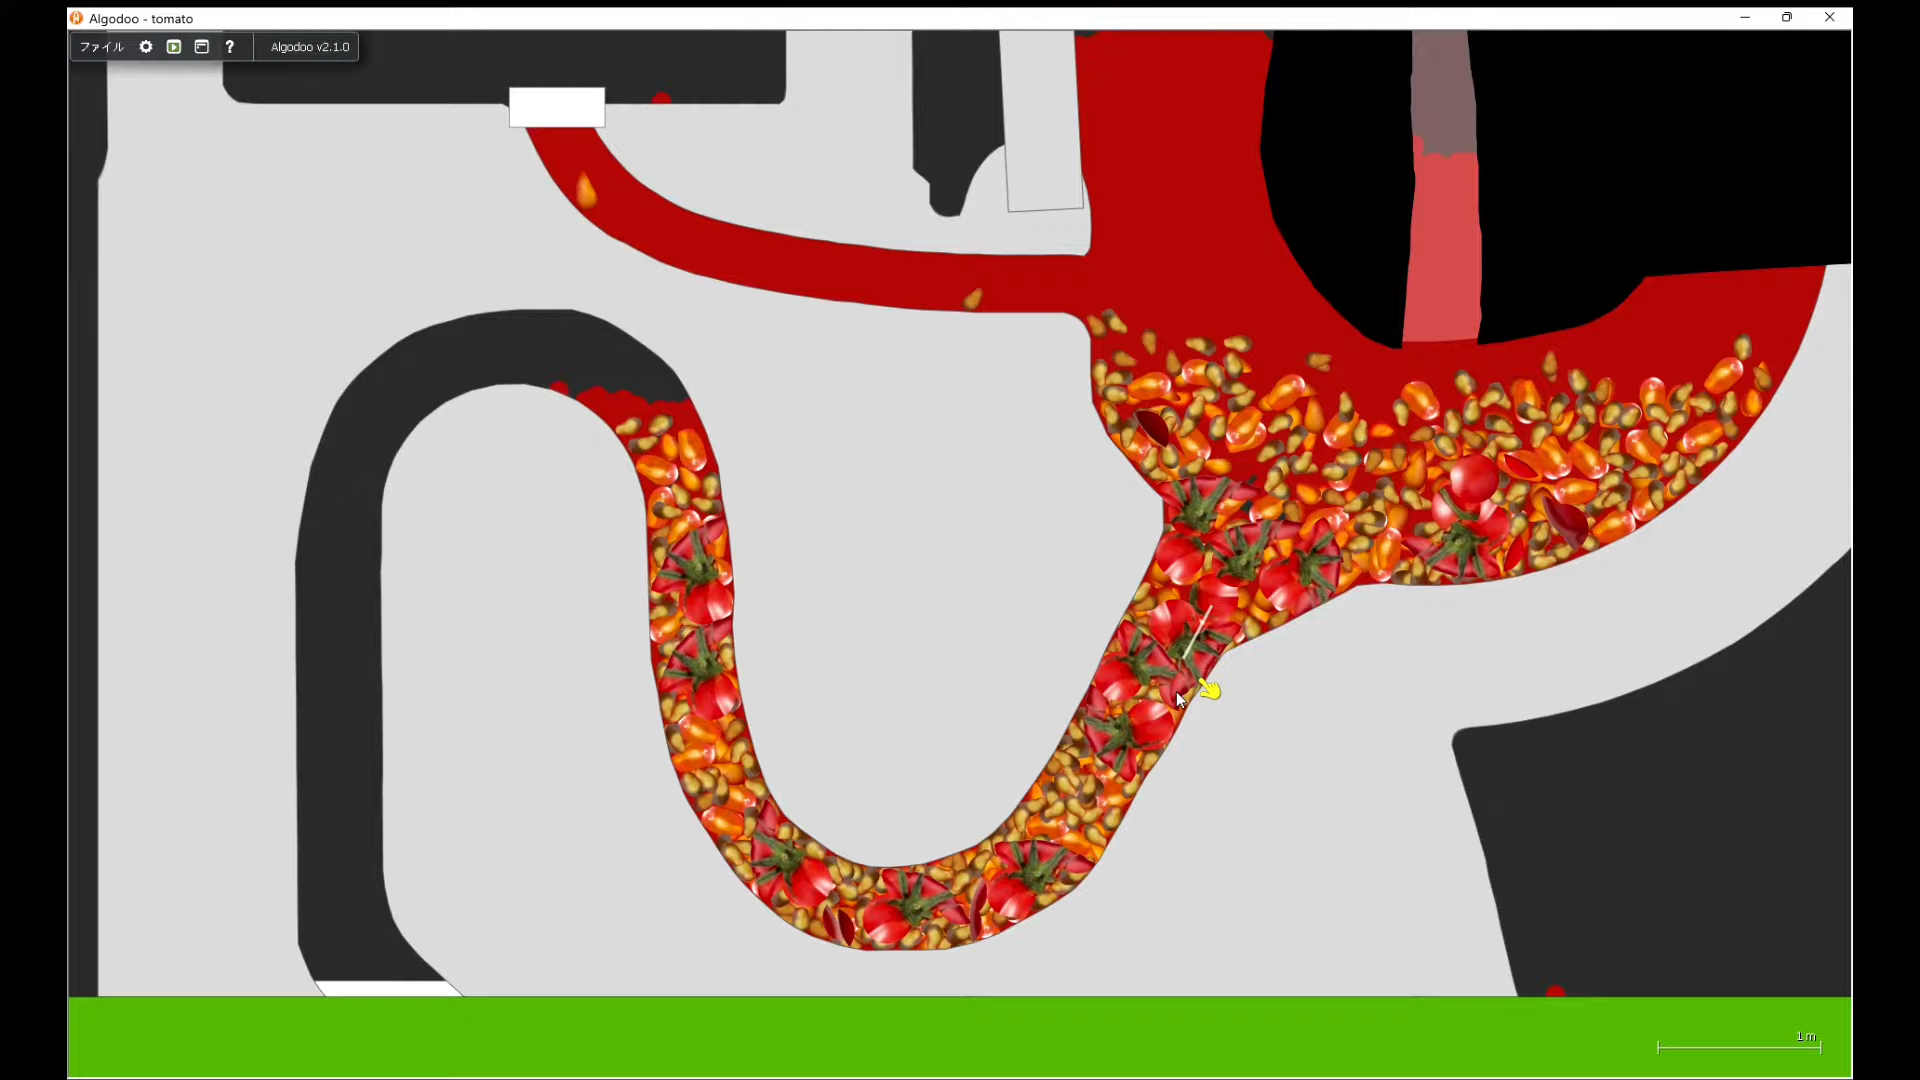 Algodoo - tomato
ファイル ? Algodoo v2.1.0
1 m